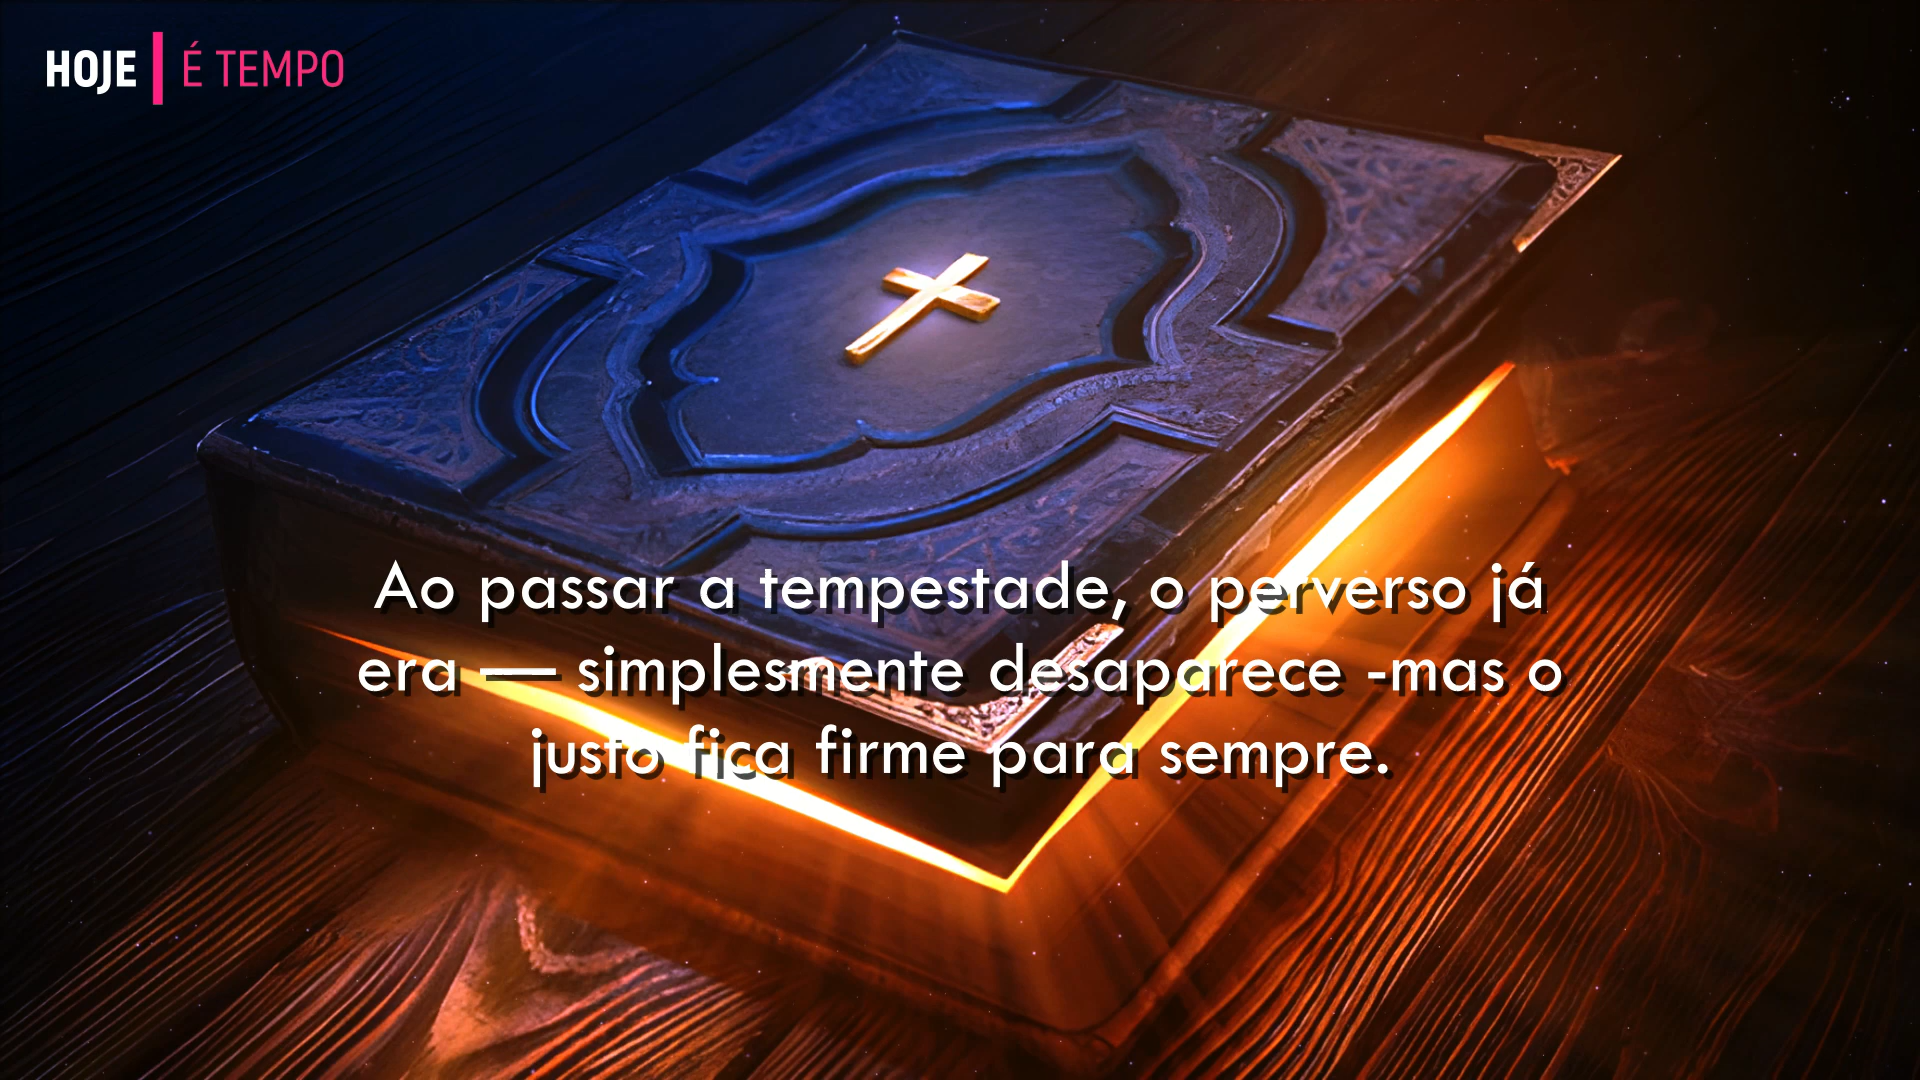 HOJE | É TEMPO
Ao passar a tempestade, o perverso já
era — simplesmente desaparece -mas o
justo fica firme para sempre.